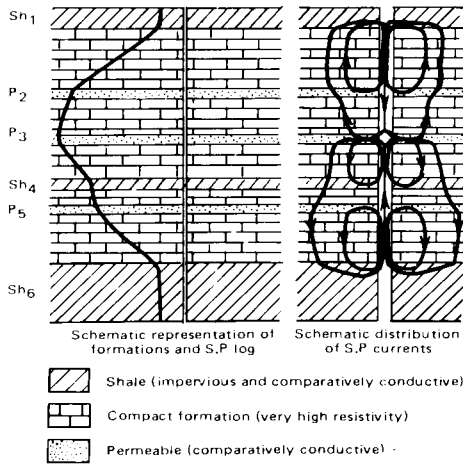 Sh1
P2
P3
Sh4
P5
Sh6
Schematic representation of
formations and S,P log
Schematic distribution
of S,P currents
Shale (impervious and comparatively conductive)
Compact formation (very high resistivity)
Permeable (comparatively conductive) -